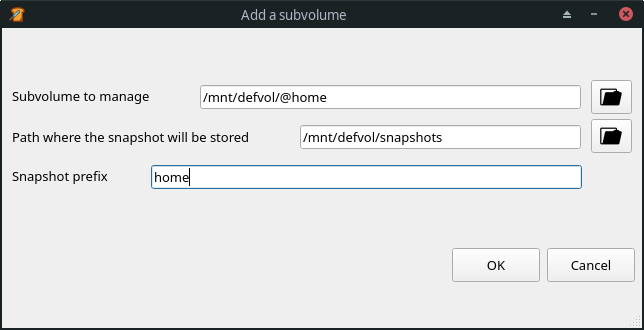 Add a subvolume
Subvolume to manage /mnt/defvol/@home
Path where the snapshot will be stored /mnt/defvol/snapshots
Snapshot prefix home
OK Cancel